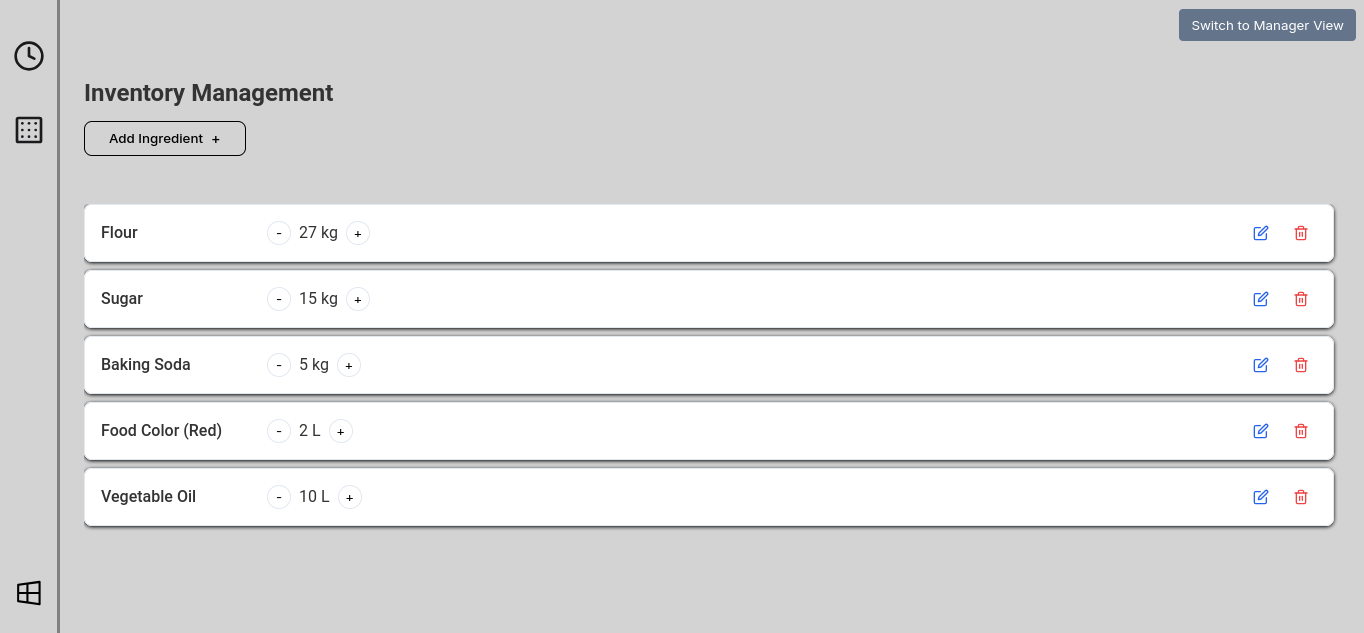 Switch to Manager View
Inventory Management
Add Ingredient +
Flour - 27 kg +
Sugar - 15 kg +
Baking Soda - 5 kg +
Food Color (Red) - 2 L +
Vegetable Oil - 10 L +